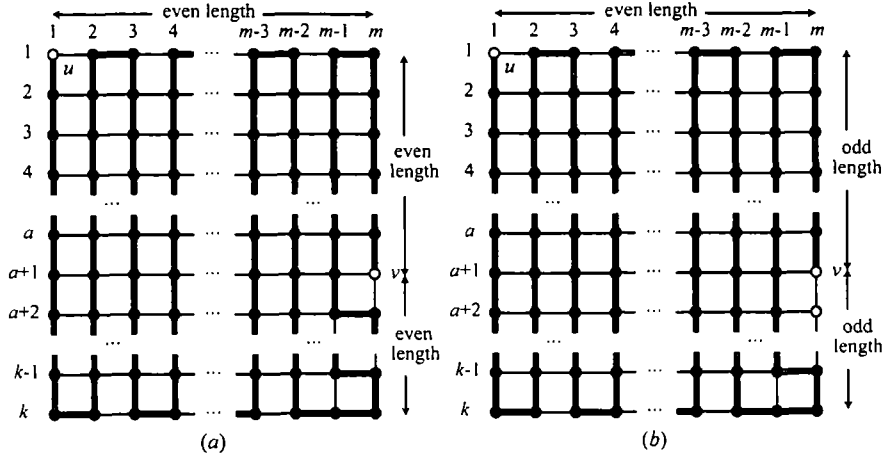 even length
1 2 3 4 ... m-3 m-2 m-1 m
1 u
2
3
4
even length
... ...
a
a+1 v
a+2
even length
... ...
k-1
k
(a)
even length
1 2 3 4 ... m-3 m-2 m-1 m
1 u
2
3
4
odd length
... ...
a
a+1 v
a+2
odd length
... ...
k-1
k
(b)